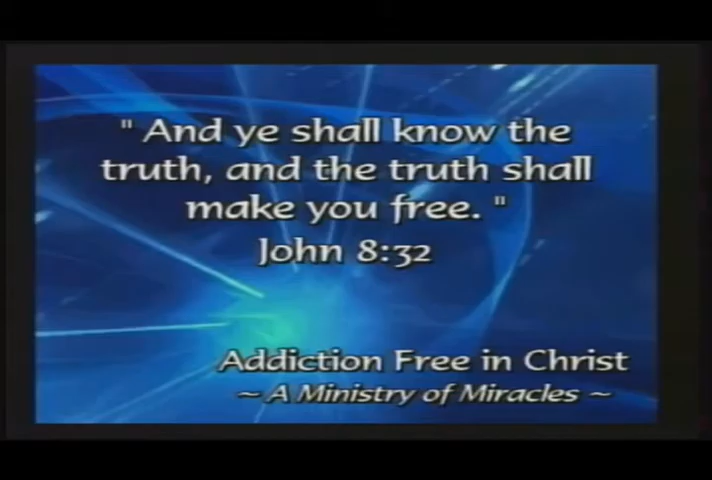 " And ye shall know the
truth, and the truth shall
make you free. "
John 8:32
Addiction Free in Christ
~ A Ministry of Miracles ~